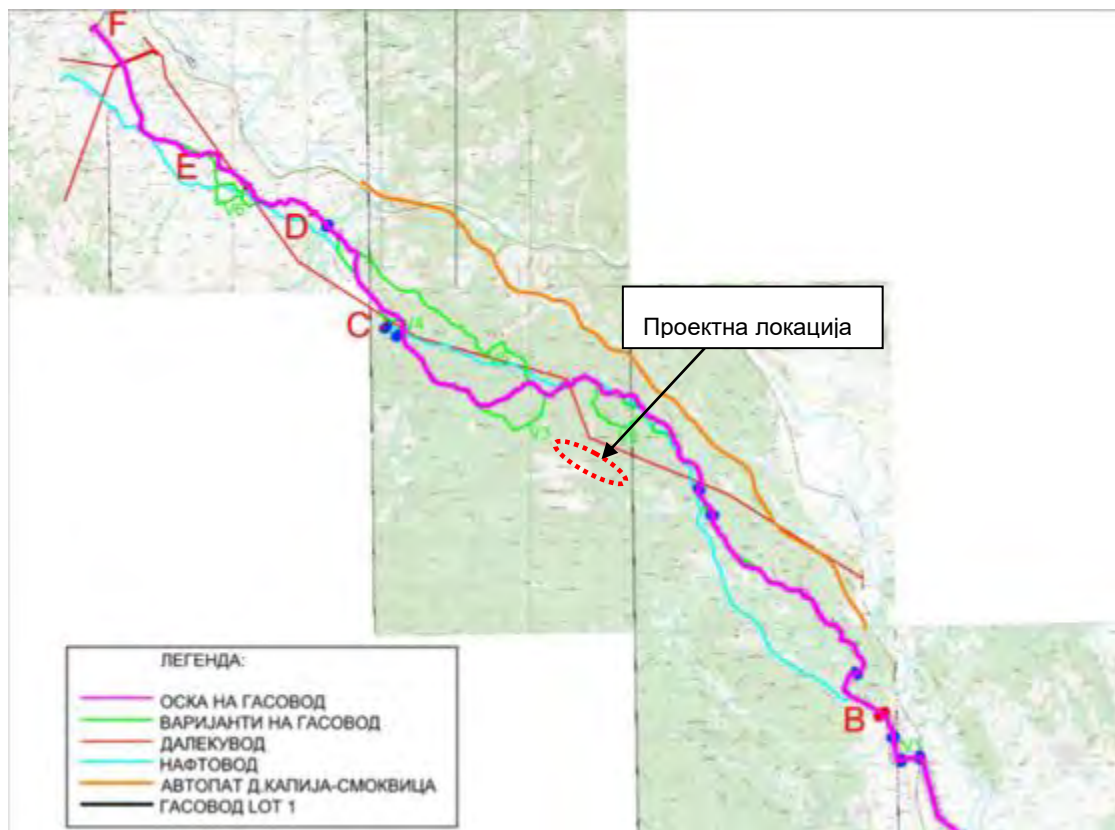 F
E
D
C
Проектна локација
B
ЛЕГЕНДА:
ОСКА НА ГАСОВОД
ВАРИЈАНТИ НА ГАСОВОД
ДАЛЕКУВОД
НАФТОВОД
АВТОПАТ Д.КАПИЈА-СМОКВИЦА
ГАСОВОД LOT 1